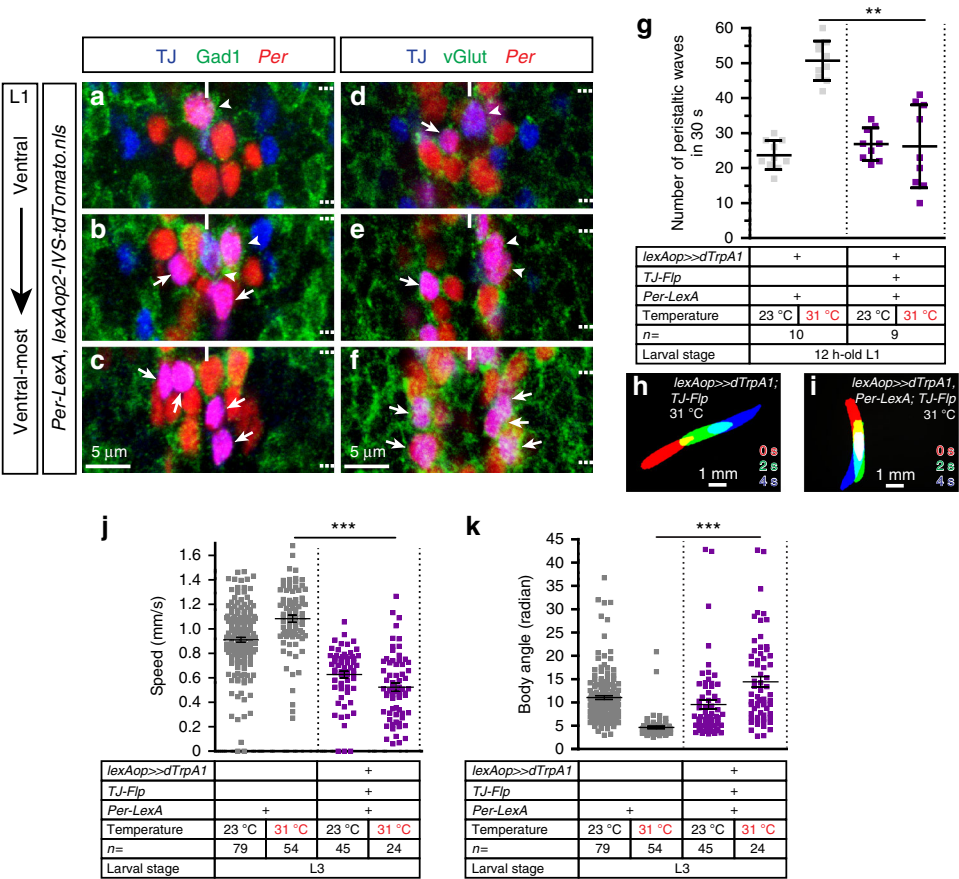 TJ Gad1 Per
TJ vGlut Per
L1
Ventral
Ventral-most
Per-LexA, lexAop2-IVS-tdTomato.nls
a
b
c
5 µm
d
e
f
5 µm
g
**
Number of peristaltic waves
in 30 s
60
50
40
30
20
10
0
lexAop>>dTrpA1 + +
TJ-Flp +
Per-LexA + +
Temperature 23 °C 31 °C 23 °C 31 °C
n= 10 9
Larval stage 12 h-old L1
h
lexAop>>dTrpA1;
TJ-Flp
31 °C
0 s
2 s
4 s
1 mm
i
lexAop>>dTrpA1,
Per-LexA; TJ-Flp
31 °C
0 s
2 s
4 s
1 mm
j
***
Speed (mm/s)
1.6
1.4
1.2
1.0
0.8
0.6
0.4
0.2
0
lexAop>>dTrpA1 +
TJ-Flp +
Per-LexA + +
Temperature 23 °C 31 °C 23 °C 31 °C
n= 79 54 45 24
Larval stage L3
k
***
Body angle (radian)
45
40
35
30
25
20
15
10
5
0
lexAop>>dTrpA1 +
TJ-Flp +
Per-LexA + +
Temperature 23 °C 31 °C 23 °C 31 °C
n= 79 54 45 24
Larval stage L3